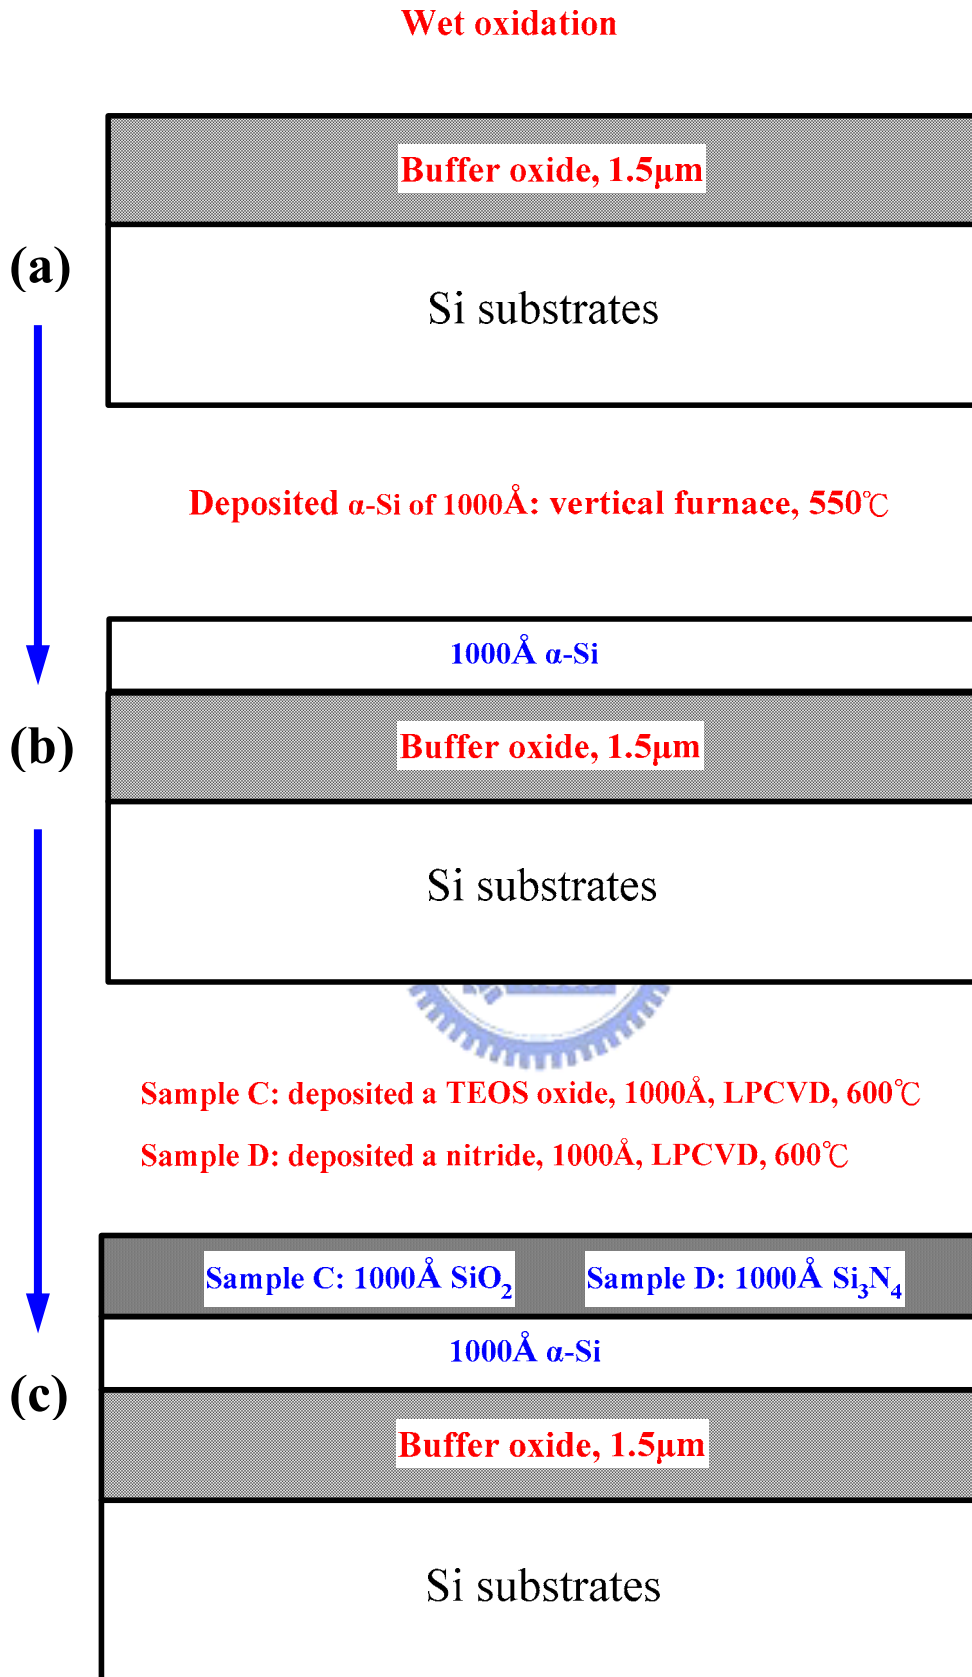 Wet oxidation
Buffer oxide, 1.5μm
(a)
Si substrates
Deposited α-Si of 1000Å: vertical furnace, 550℃
1000Å α-Si
(b)
Buffer oxide, 1.5μm
Si substrates
Sample C: deposited a TEOS oxide, 1000Å, LPCVD, 600℃
Sample D: deposited a nitride, 1000Å, LPCVD, 600℃
Sample C: 1000Å SiO₂ Sample D: 1000Å Si₃N₄
1000Å α-Si
(c)
Buffer oxide, 1.5μm
Si substrates